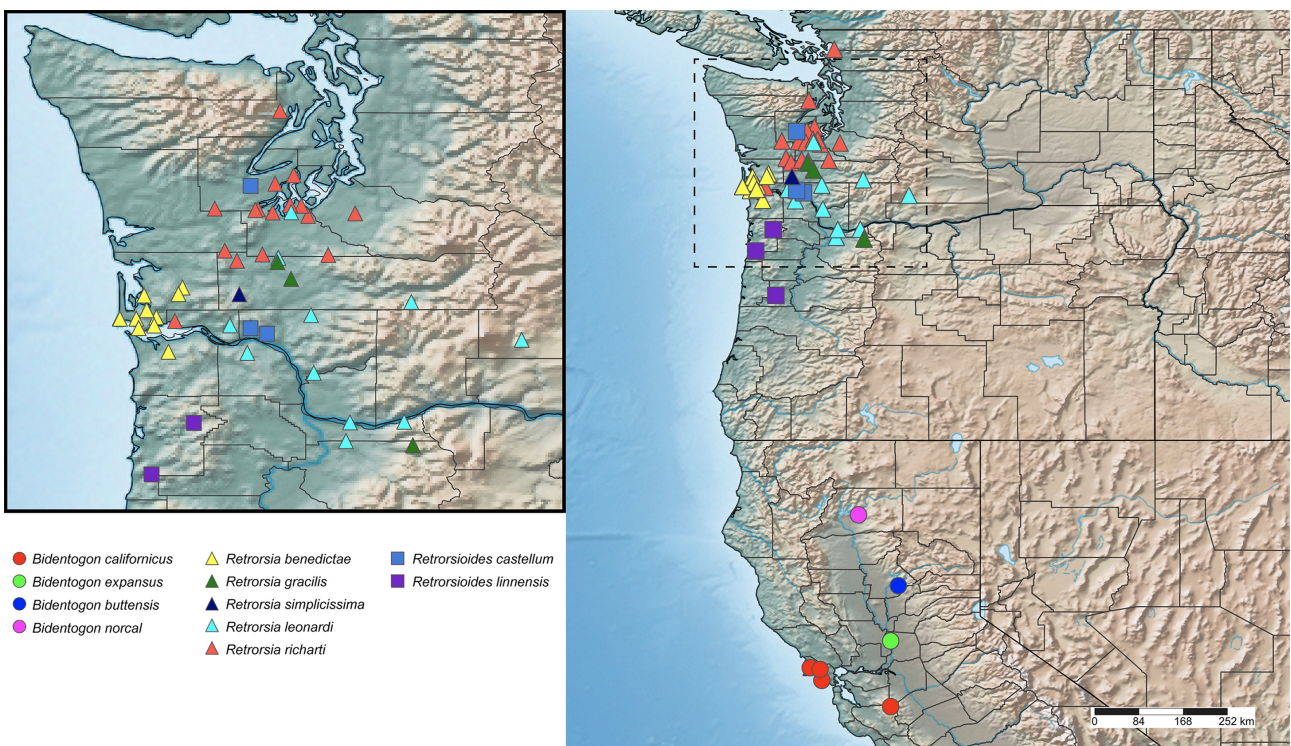 Bidentogon californicus
Bidentogon expansus
Bidentogon buttensis
Bidentogon norcal
Retrorsia benedictae
Retrorsia gracilis
Retrorsia simplicissima
Retrorsia leonardi
Retrorsia richarti
Retrorsioides castellum
Retrorsioides linnensis
0 84 168 252 km